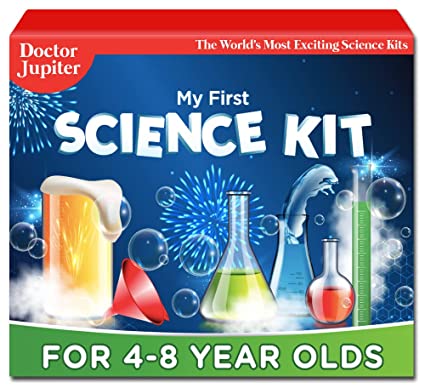 Doctor
Jupiter
The World's Most Exciting Science Kits
My First
SCIENCE KIT
FOR 4-8 YEAR OLDS